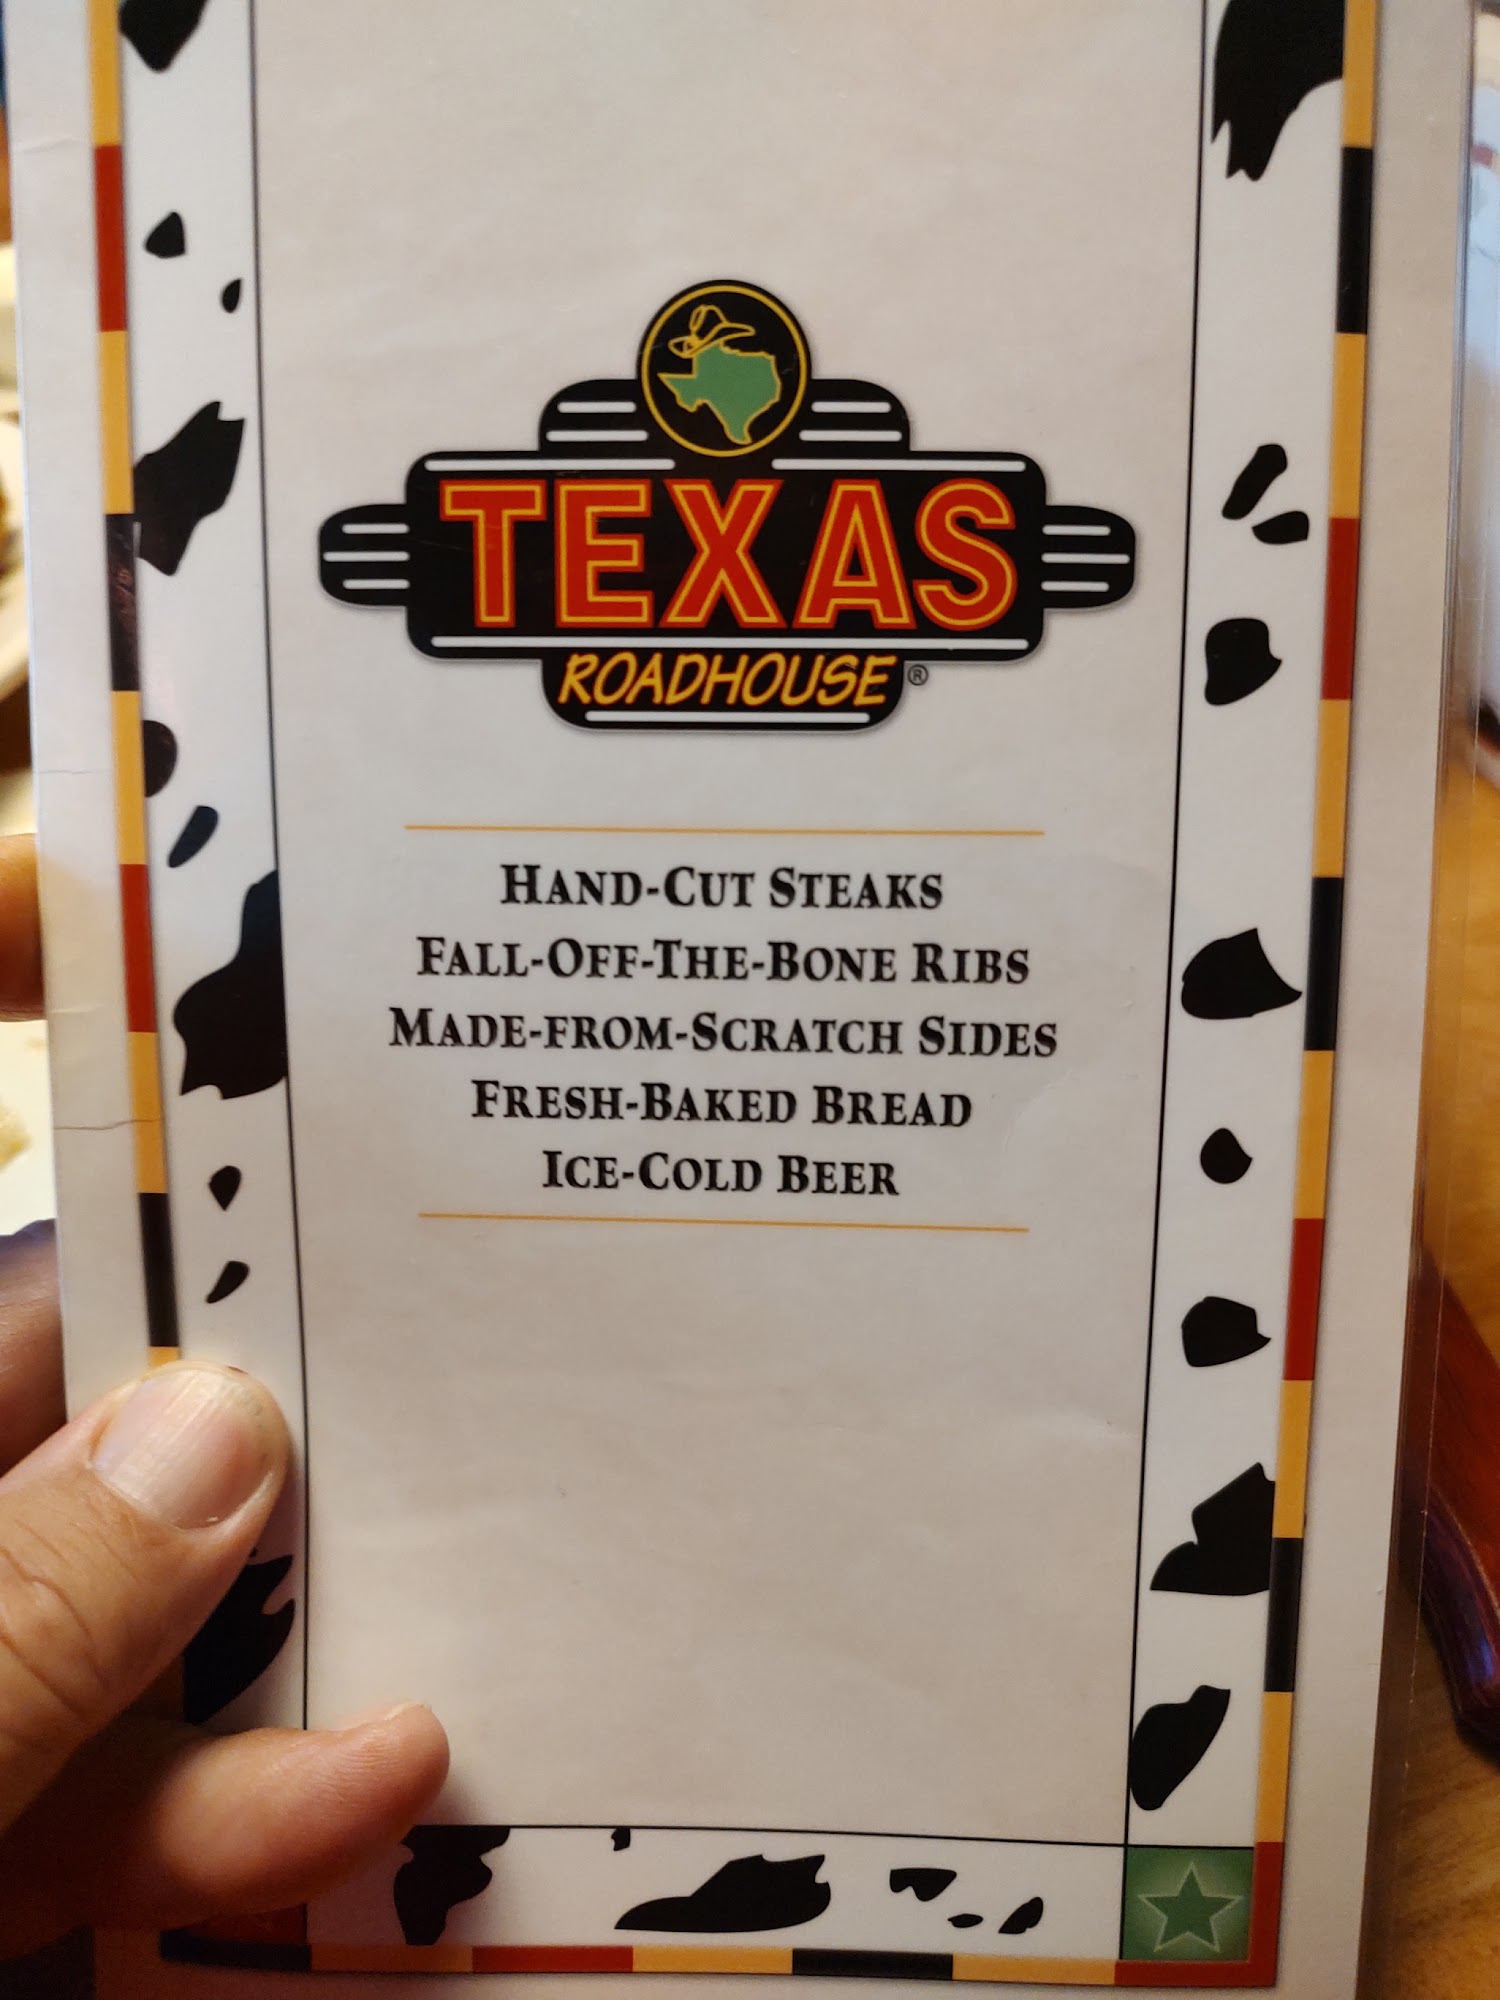 TEXAS
ROADHOUSE®
HAND-CUT STEAKS
FALL-OFF-THE-BONE RIBS
MADE-FROM-SCRATCH SIDES
FRESH-BAKED BREAD
ICE-COLD BEER